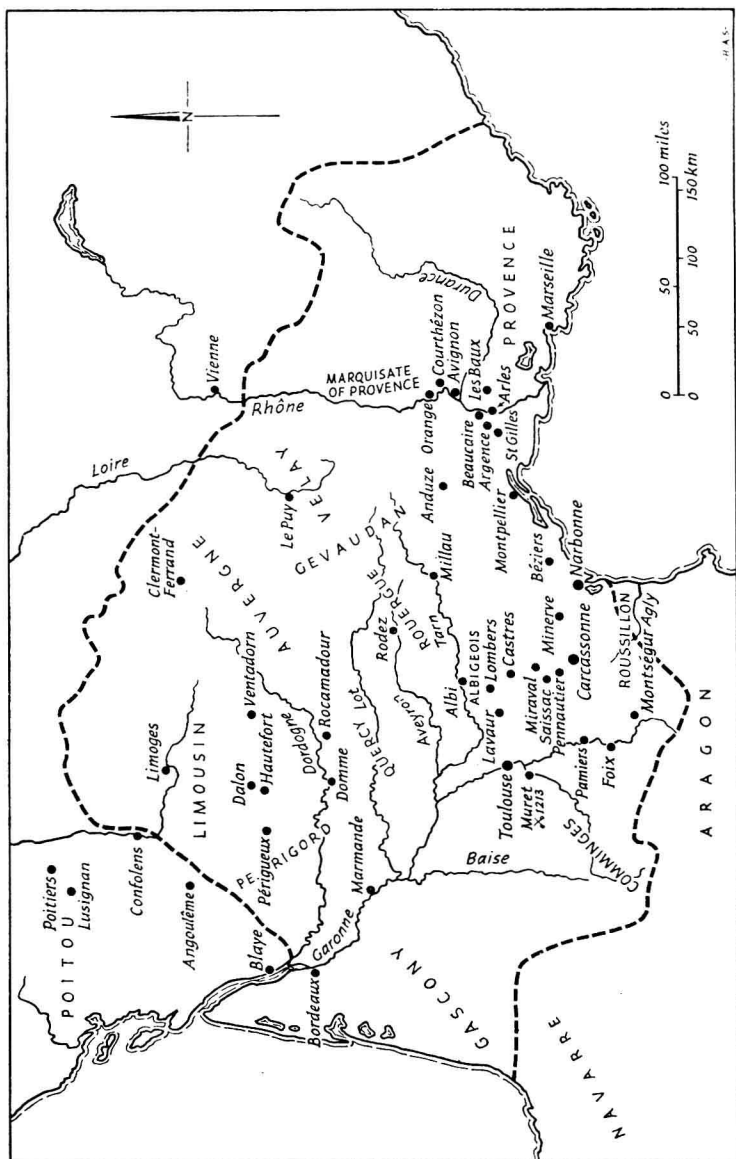 H.A.S.
N
100 miles
150 km
0
50
100
0
50
POITOU
Poitiers
Lusignan
Confolens
Angoulême
Limoges
LIMOUSIN
Clermont-
Ferrand
AUVERGNE
Loire
Vienne
Rhône
VELAY
Le Puy
GEVAUDAN
MARQUISATE
OF PROVENCE
Durance
PROVENCE
Dalon
Hautefort
Ventadorn
Périgueux
PERIGORD
Dordogne
Domme
Rocamadour
QUERCY
Lot
Rodez
ROUERGUE
Aveyron
Tarn
Millau
Anduze
Orange
Courthézon
Avignon
Les Baux
Beaucaire
Argence
Arles
St Gilles
Marseille
Montpellier
Blaye
Bordeaux
Garonne
Marmande
GASCONY
Baise
Albi
ALBIGEOIS
Lombers
Lavaur
Castres
Toulouse
Muret
X1213
COMMINGES
Miraval
Saissac
Pennautier
Minerve
Béziers
Narbonne
Carcassonne
Pamiers
Foix
ROUSSILLON
Montségur
Agly
NAVARRE
ARAGON